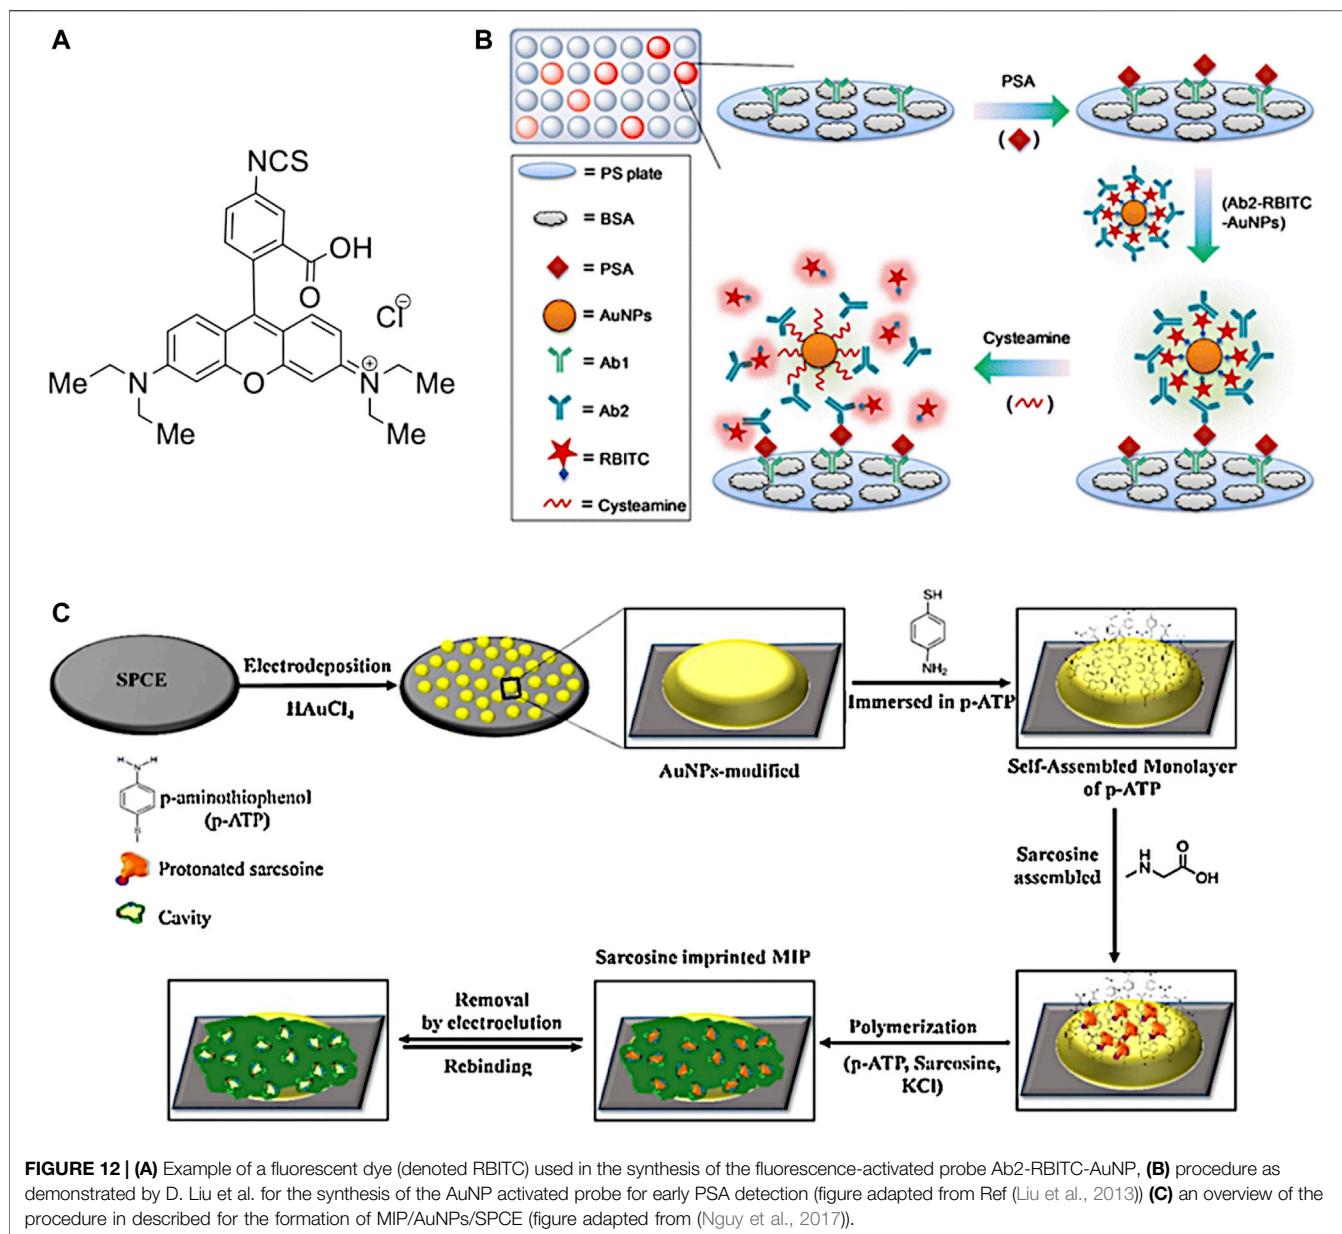 A
NCS
OH
O
Cl⊖
Me
N
O
N⊕
Me
Me
Me
B
PSA
(
)
= PS plate
= BSA
= PSA
= AuNPs
= Ab1
= Ab2
= RBITC
= Cysteamine
(Ab2-RBITC
-AuNPs)
Cysteamine
(
)
C
SPCE
Electrodeposition
HAuCl₄
AuNPs-modified
SH
NH₂
Immersed in p-ATP
Self-Assembled Monolayer
of p-ATP
H
H
N
S
p-aminothiophenol
(p-ATP)
Protonated sarcsoine
Cavity
Sarcosine
assembled
H
N
O
OH
Sarcosine imprinted MIP
Removal
by electroclution
Rebinding
Polymerization
(p-ATP, Sarcosine,
KCl)
FIGURE 12 | (A) Example of a fluorescent dye (denoted RBITC) used in the synthesis of the fluorescence-activated probe Ab2-RBITC-AuNP, (B) procedure as
demonstrated by D. Liu et al. for the synthesis of the AuNP activated probe for early PSA detection (figure adapted from Ref (Liu et al., 2013)) (C) an overview of the
procedure in described for the formation of MIP/AuNPs/SPCE (figure adapted from (Nguy et al., 2017)).